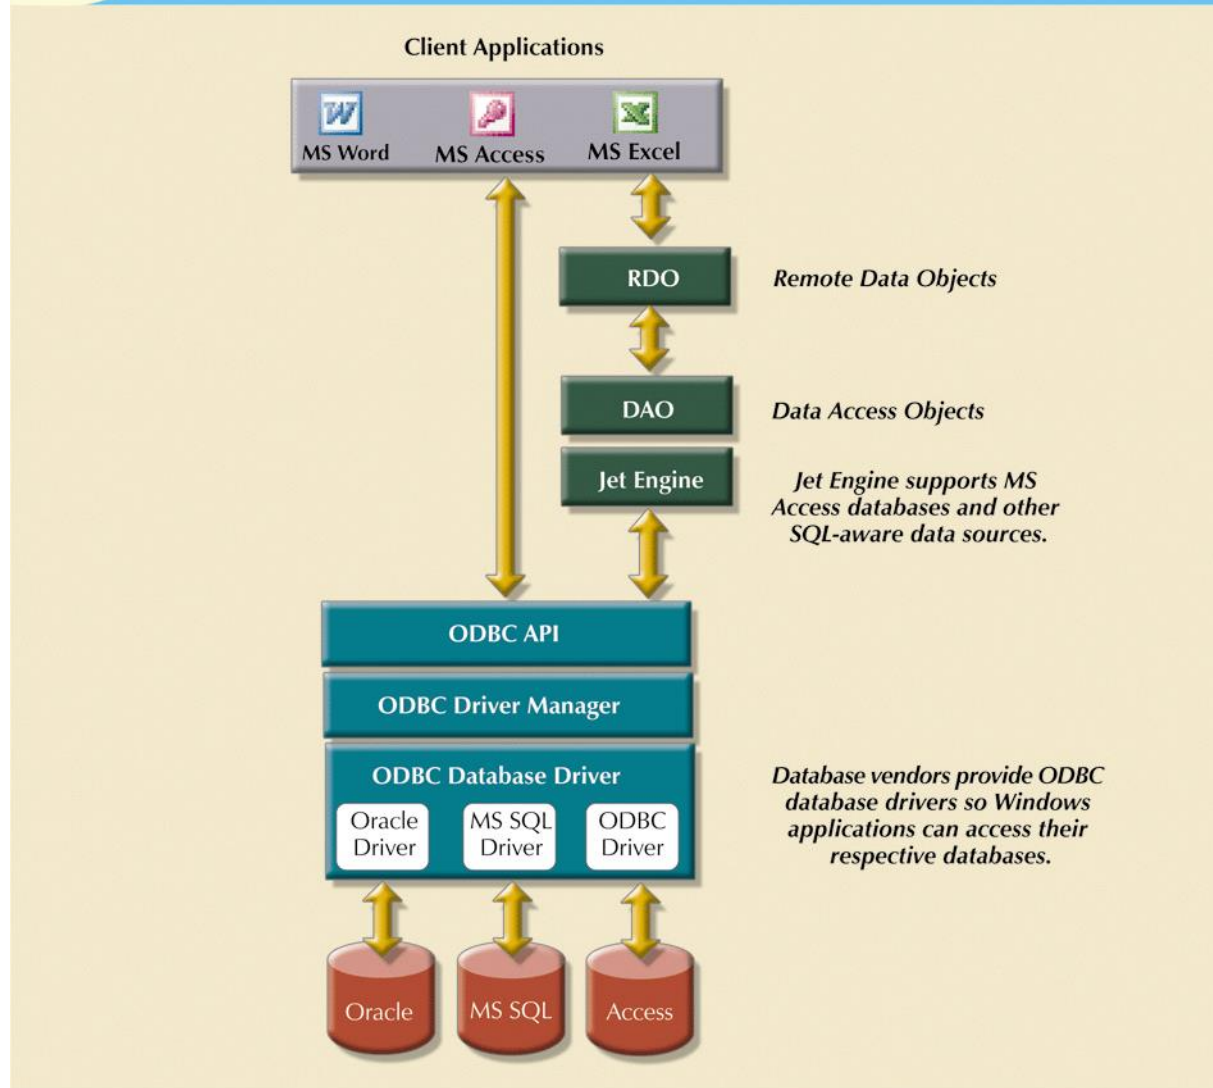 Client Applications
MS Word
MS Access
MS Excel
RDO
Remote Data Objects
DAO
Data Access Objects
Jet Engine
Jet Engine supports MS
Access databases and other
SQL-aware data sources.
ODBC API
ODBC Driver Manager
ODBC Database Driver
Oracle
Driver
MS SQL
Driver
ODBC
Driver
Database vendors provide ODBC
database drivers so Windows
applications can access their
respective databases.
Oracle
MS SQL
Access